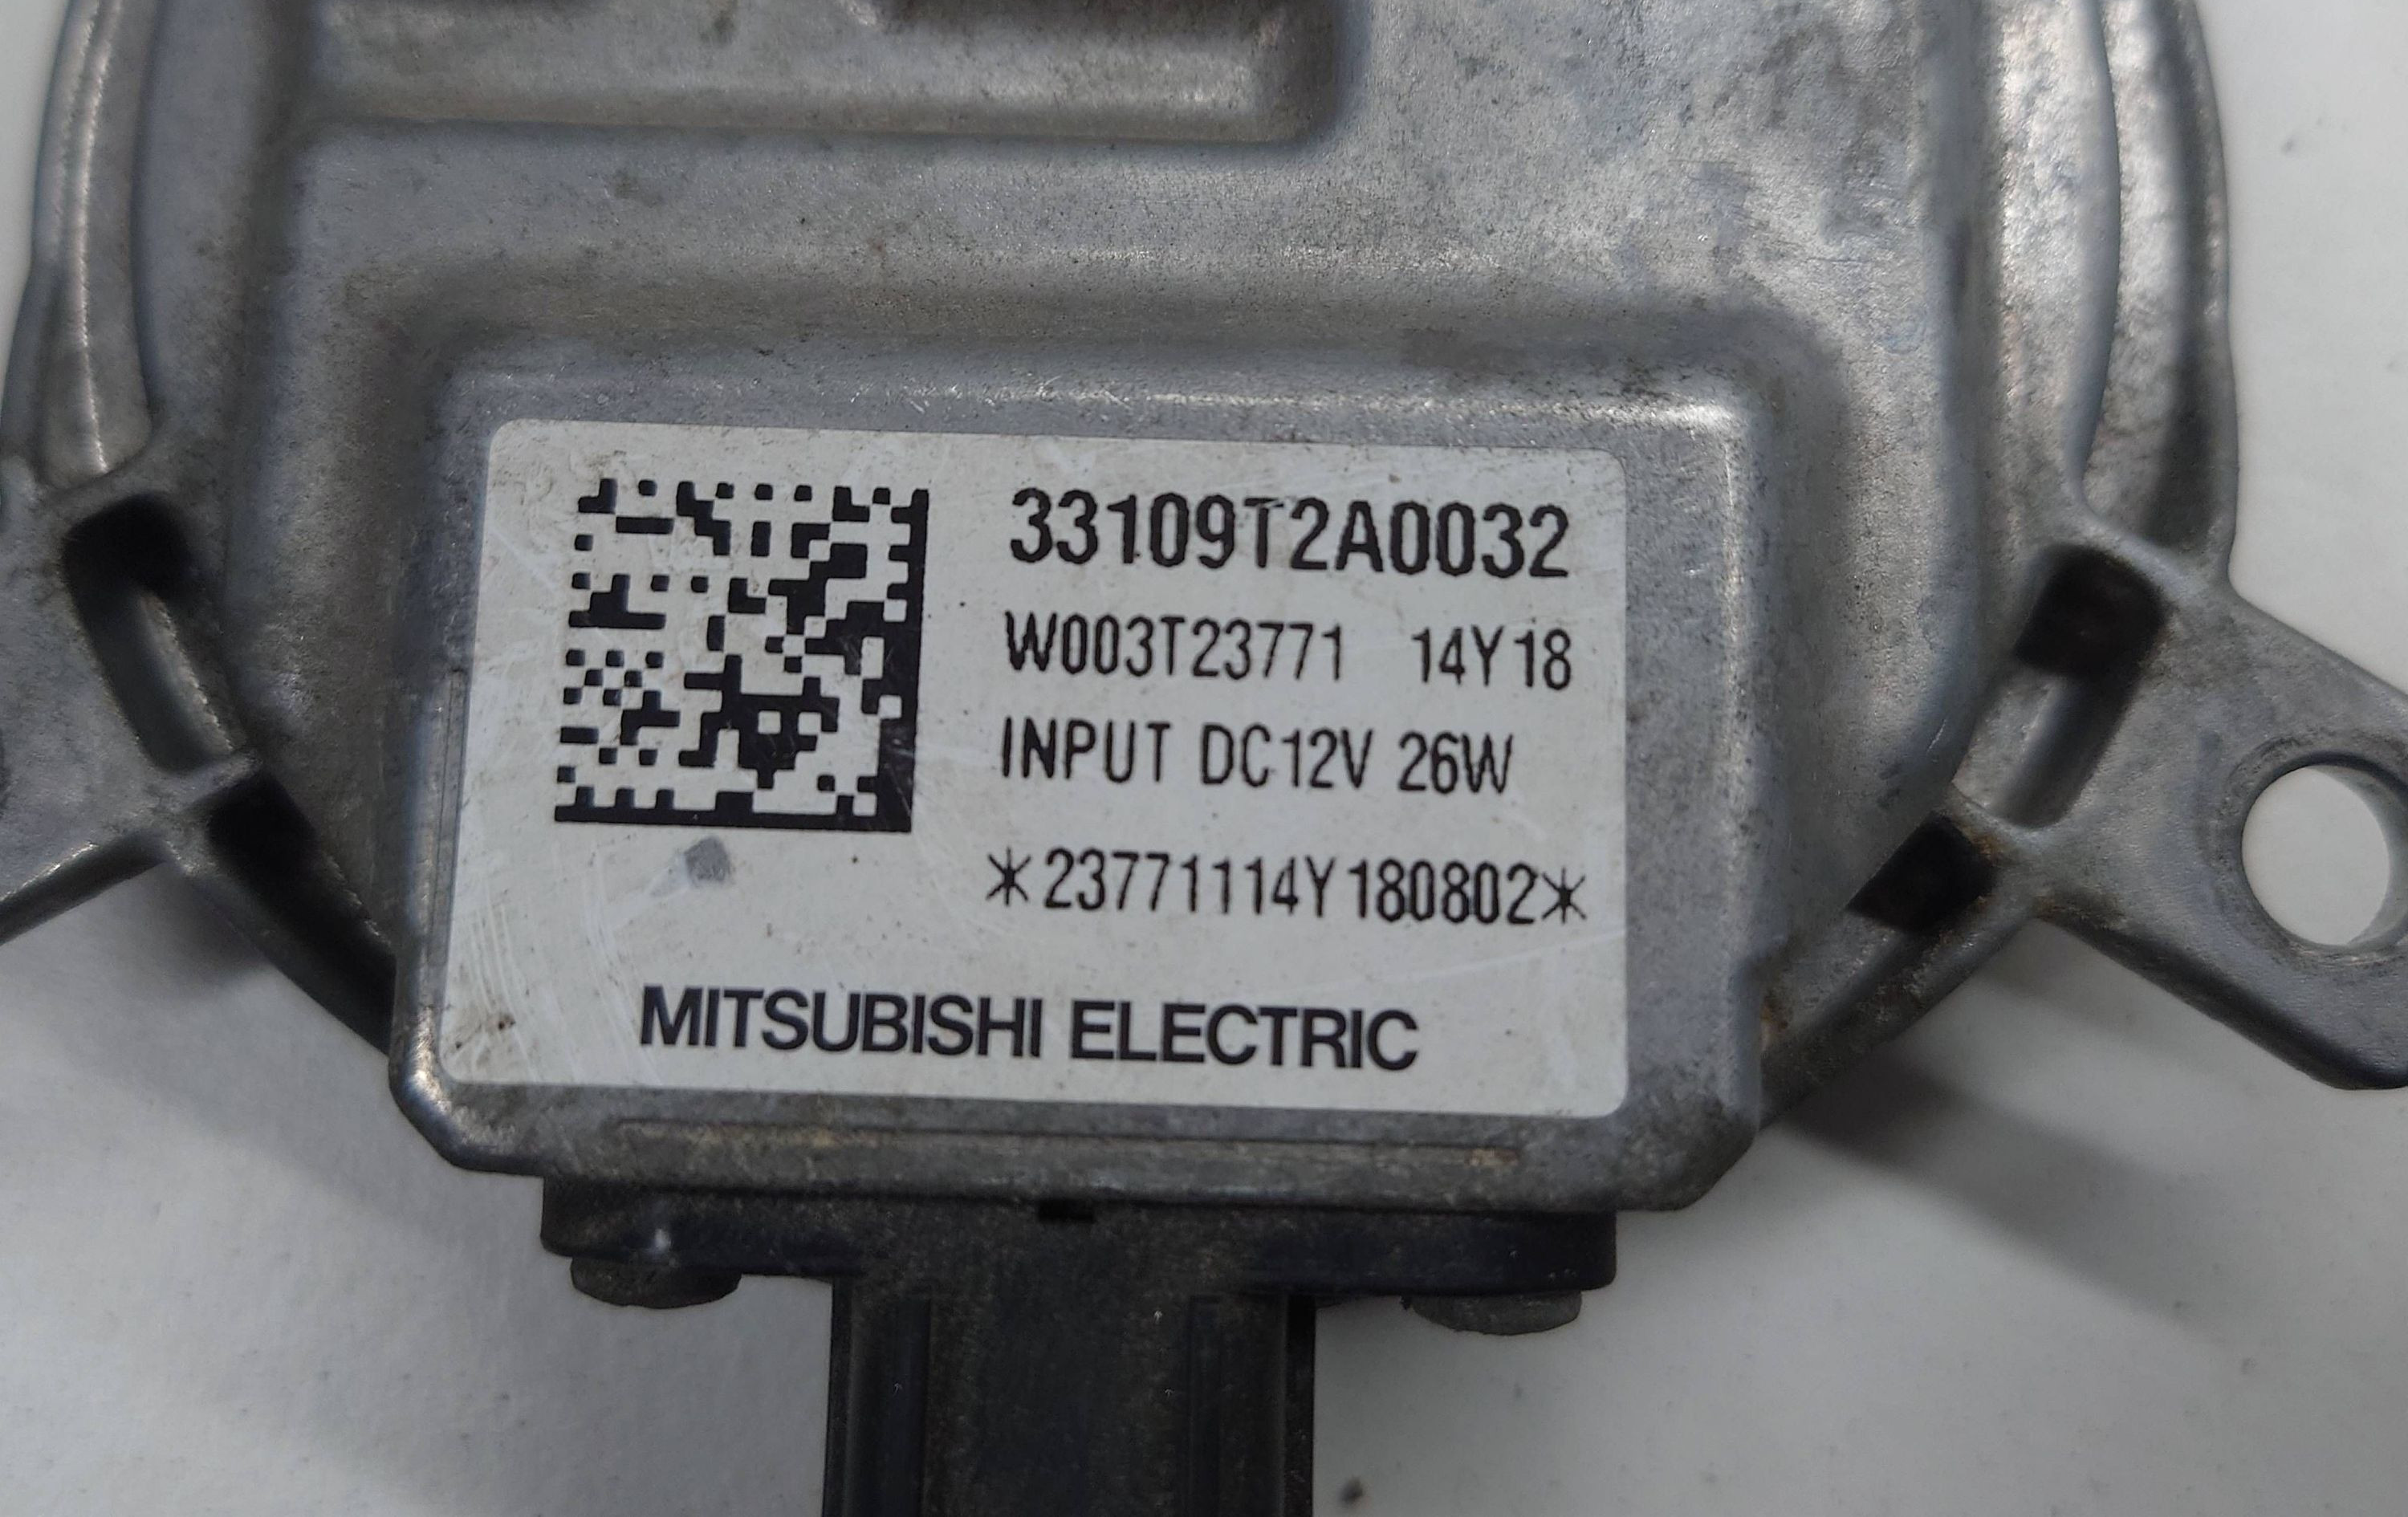 33109T2A0032
W003T23771 14Y18
INPUT DC12V 26W
*23771114Y180802*
MITSUBISHI ELECTRIC